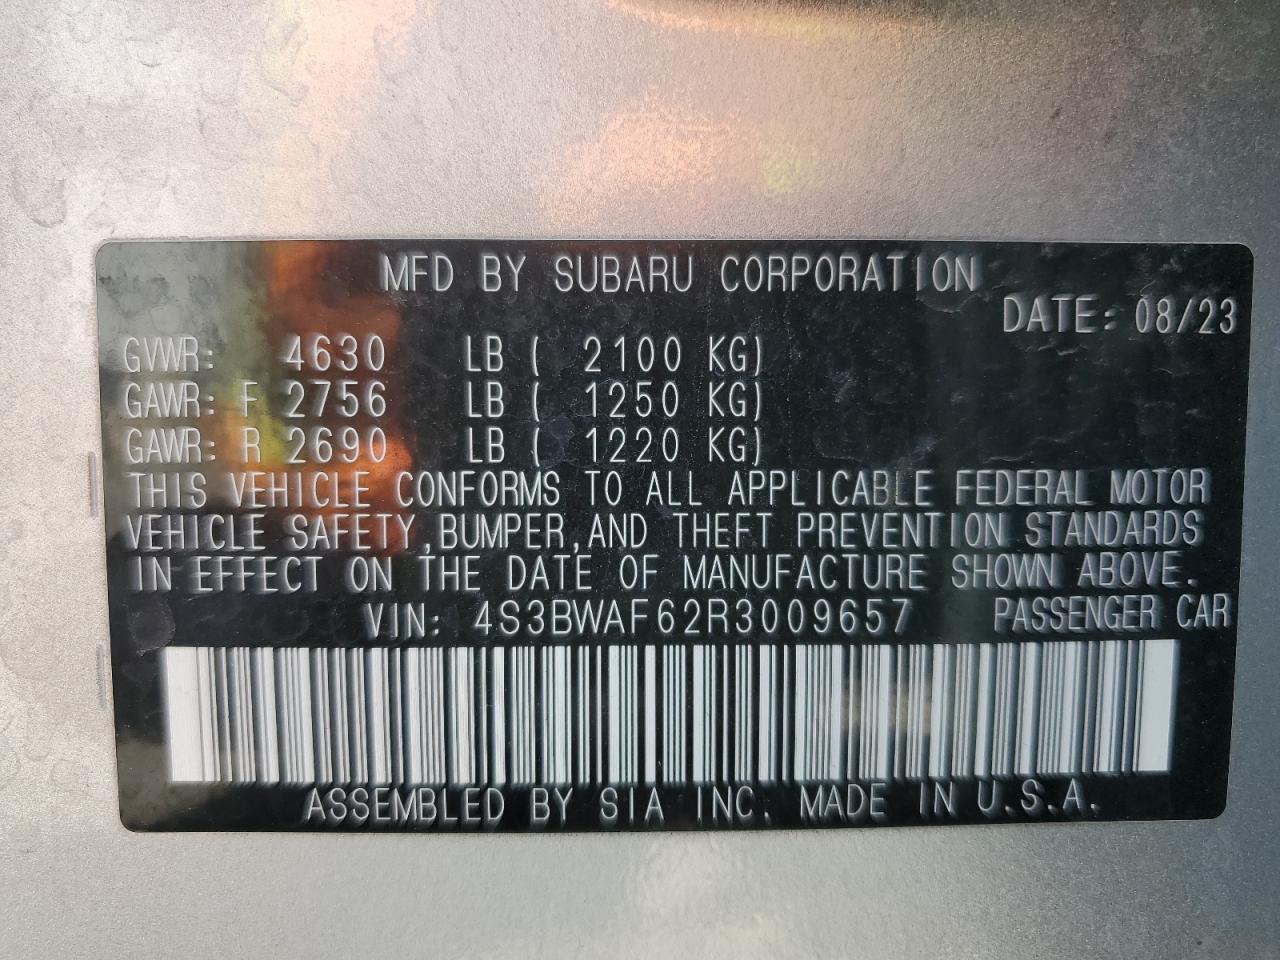 MFD BY SUBARU CORPORATION
DATE: 08/23
GVWR: 4630 LB ( 2100 KG)
GAWR: F 2756 LB ( 1250 KG)
GAWR: R 2690 LB ( 1220 KG)
THIS VEHICLE CONFORMS TO ALL APPLICABLE FEDERAL MOTOR
VEHICLE SAFETY,BUMPER,AND THEFT PREVENTION STANDARDS
IN EFFECT ON THE DATE OF MANUFACTURE SHOWN ABOVE.
VIN: 4S3BWAF62R3009657 PASSENGER CAR
ASSEMBLED BY SIA INC. MADE IN U.S.A.